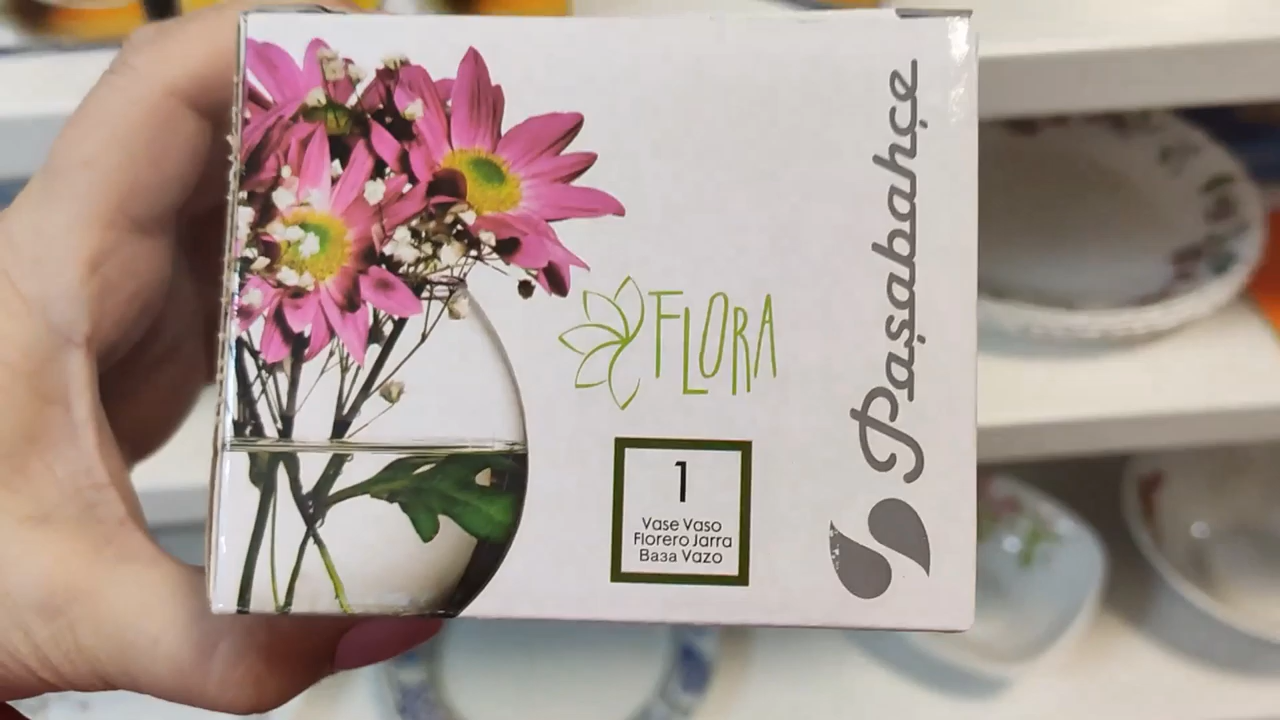 FLORA
1
Vase Vaso
Florero Jarra
Ваза Vazo
Paşabahçe